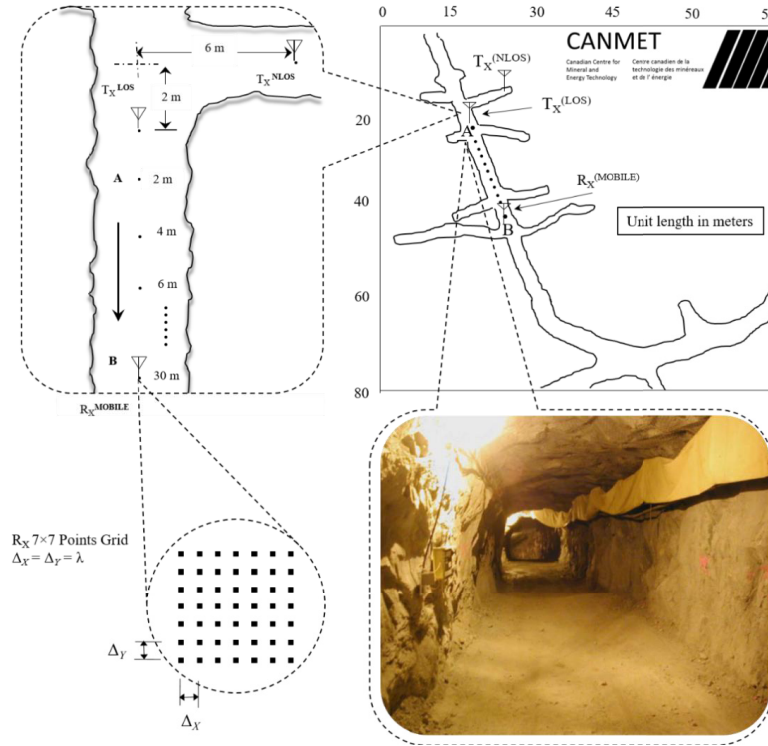 6 m
T_X^LOS
T_X^NLOS
2 m
A
2 m
4 m
6 m
B
30 m
R_X^MOBILE
0
15
30
45
50
20
40
60
80
CANMET
Canadian Centre for
Mineral and
Energy Technology
Centre canadien de la
technologie des minéreaux
et de l' énergie
T_X^(NLOS)
T_X^(LOS)
A
R_X^(MOBILE)
B
Unit length in meters
R_X 7×7 Points Grid
Δ_X = Δ_Y = λ
Δ_Y
Δ_X